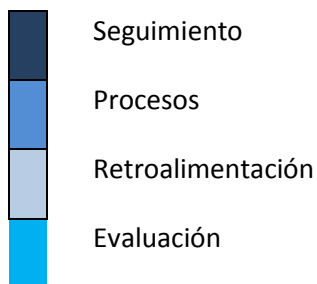 Seguimiento
Procesos
Retroalimentación
Evaluación